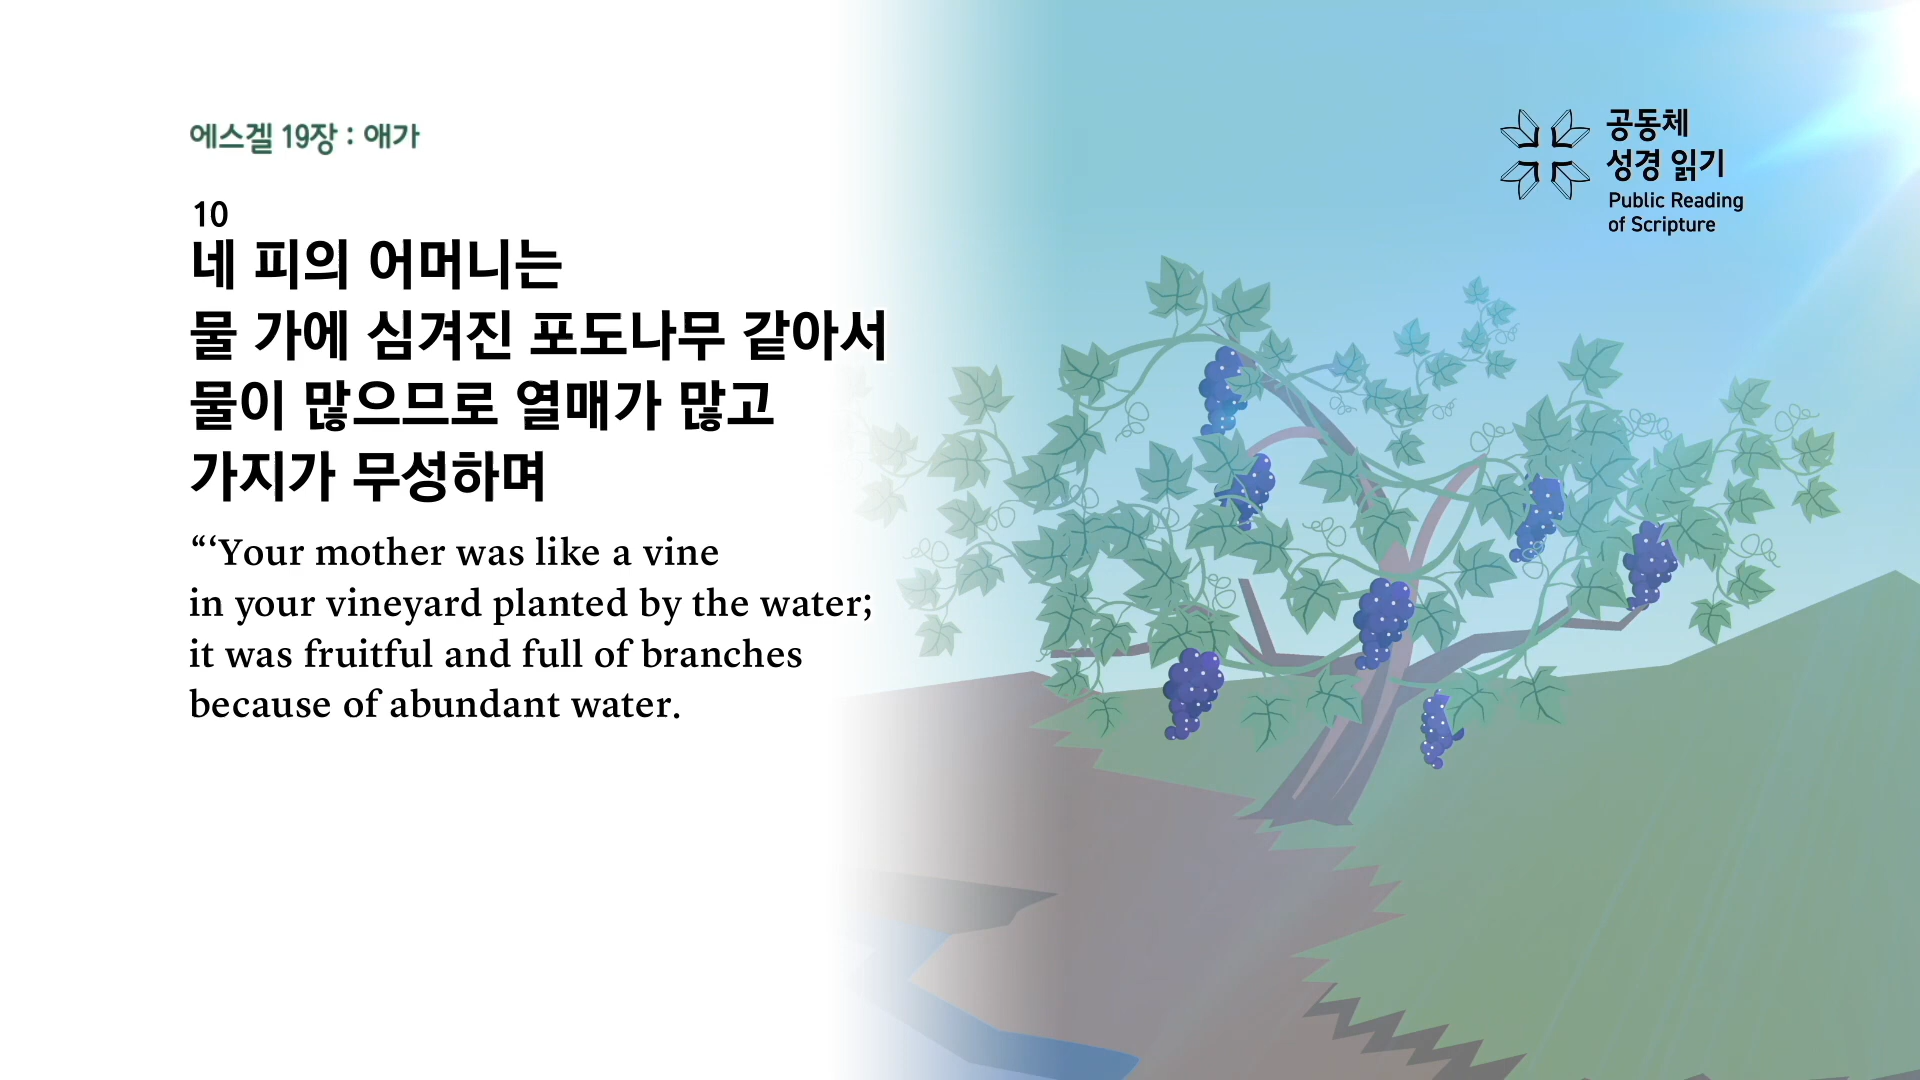 에스겔 19장 : 애가
10
네 피의 어머니는
물 가에 심겨진 포도나무 같아서
물이 많으므로 열매가 많고
가지가 무성하며
“‘Your mother was like a vine
in your vineyard planted by the water;
it was fruitful and full of branches
because of abundant water.
공동체
성경 읽기
Public Reading
of Scripture